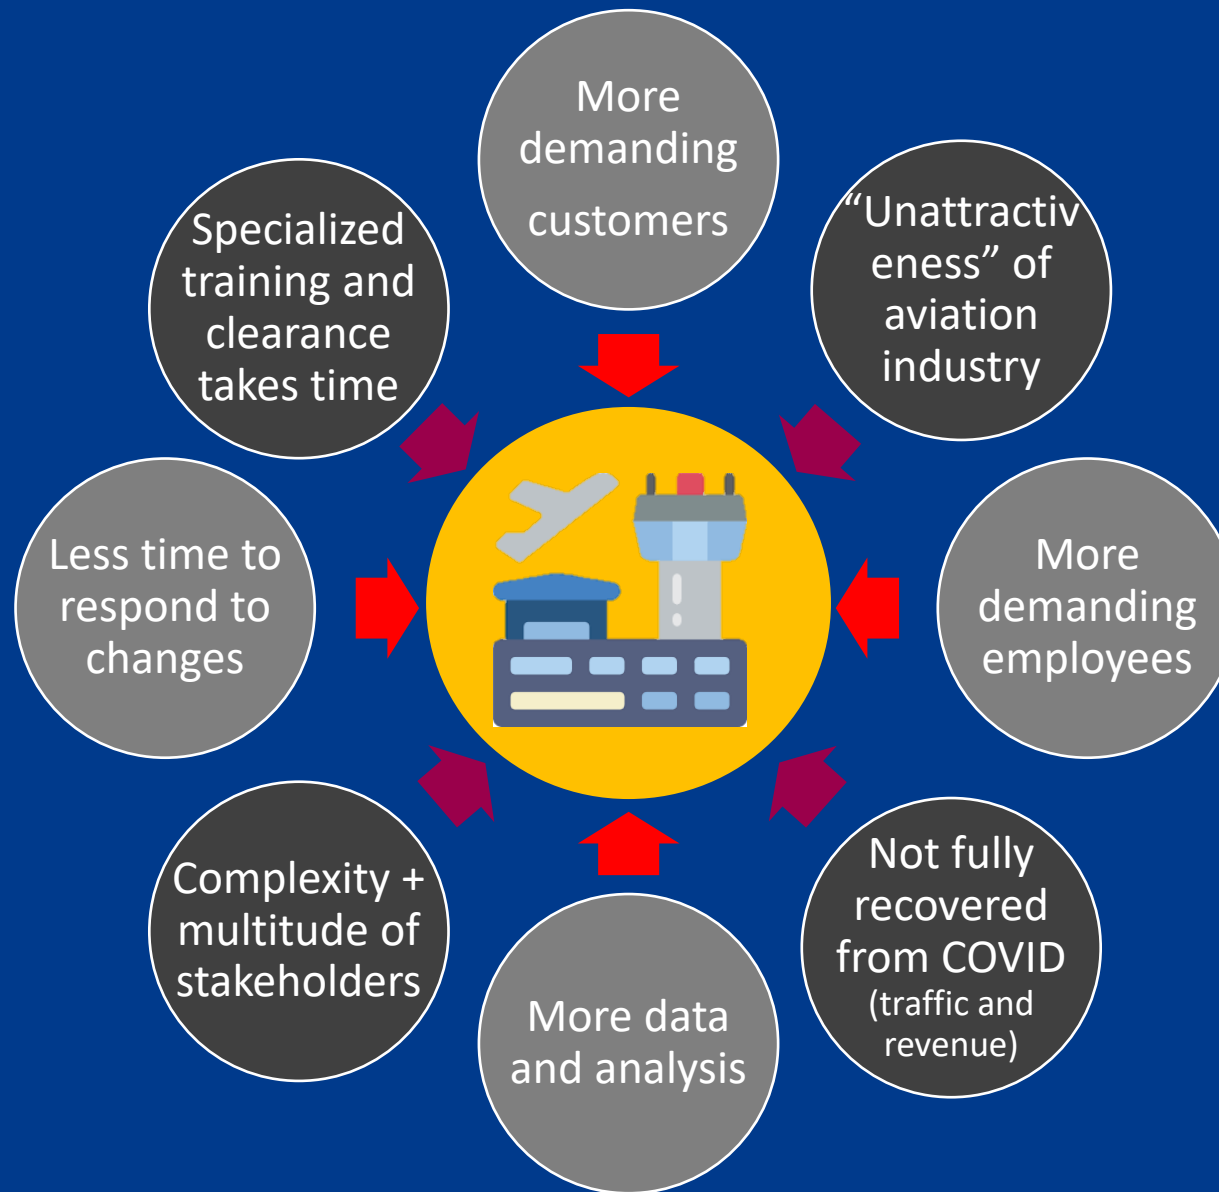 More
demanding
customers
“Unattractiv
eness” of
aviation
industry
More
demanding
employees
Not fully
recovered
from COVID
(traffic and
revenue)
More data
and analysis
Complexity +
multitude of
stakeholders
Less time to
respond to
changes
Specialized
training and
clearance
takes time